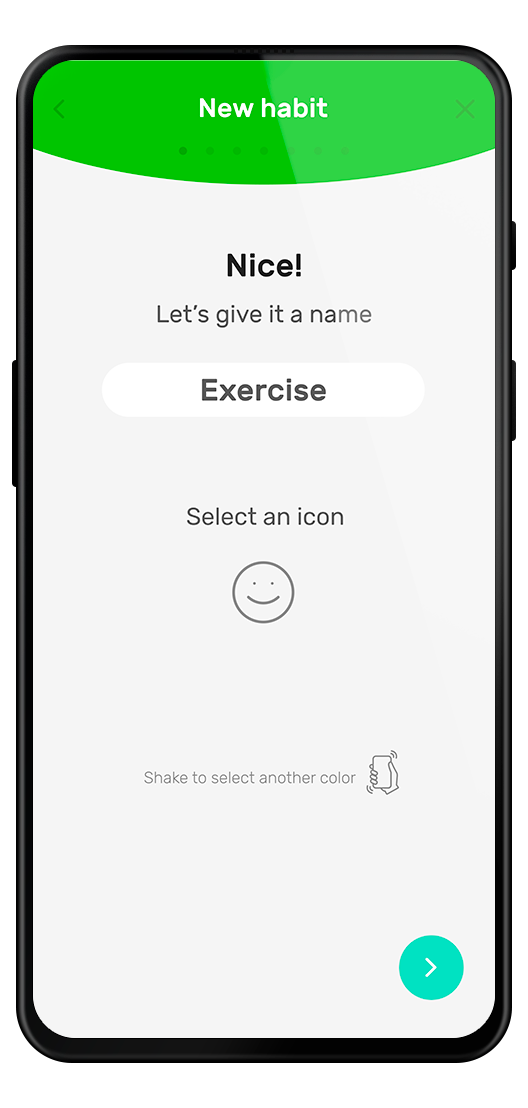 New habit
Nice!
Let’s give it a name
Exercise
Select an icon
Shake to select another color